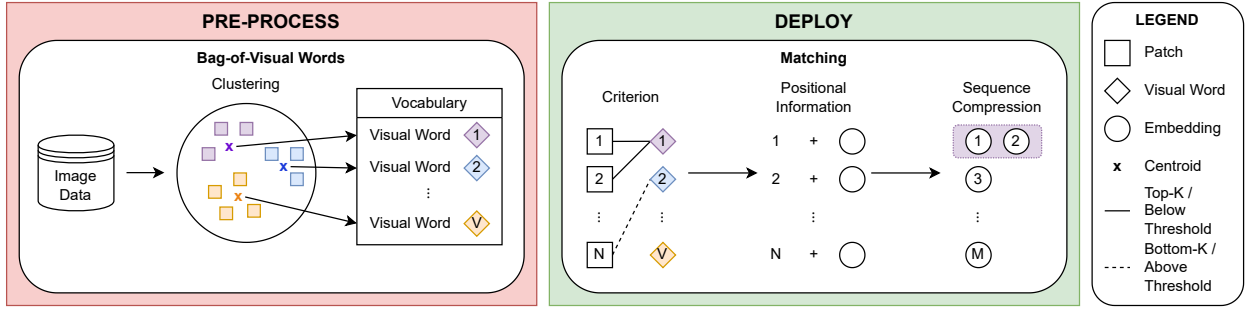 PRE-PROCESS
Bag-of-Visual Words
Clustering
Image
Data
x
x
x
Vocabulary
Visual Word 1
Visual Word 2
⋮
Visual Word V
DEPLOY
Matching
Criterion
Positional
Information
Sequence
Compression
1 1 1 + 1 2
2 2 2 + 3
⋮ ⋮ ⋮ ⋮
N V N + M
LEGEND
Patch
Visual Word
Embedding
x Centroid
Top-K /
Below
Threshold
Bottom-K /
Above
Threshold